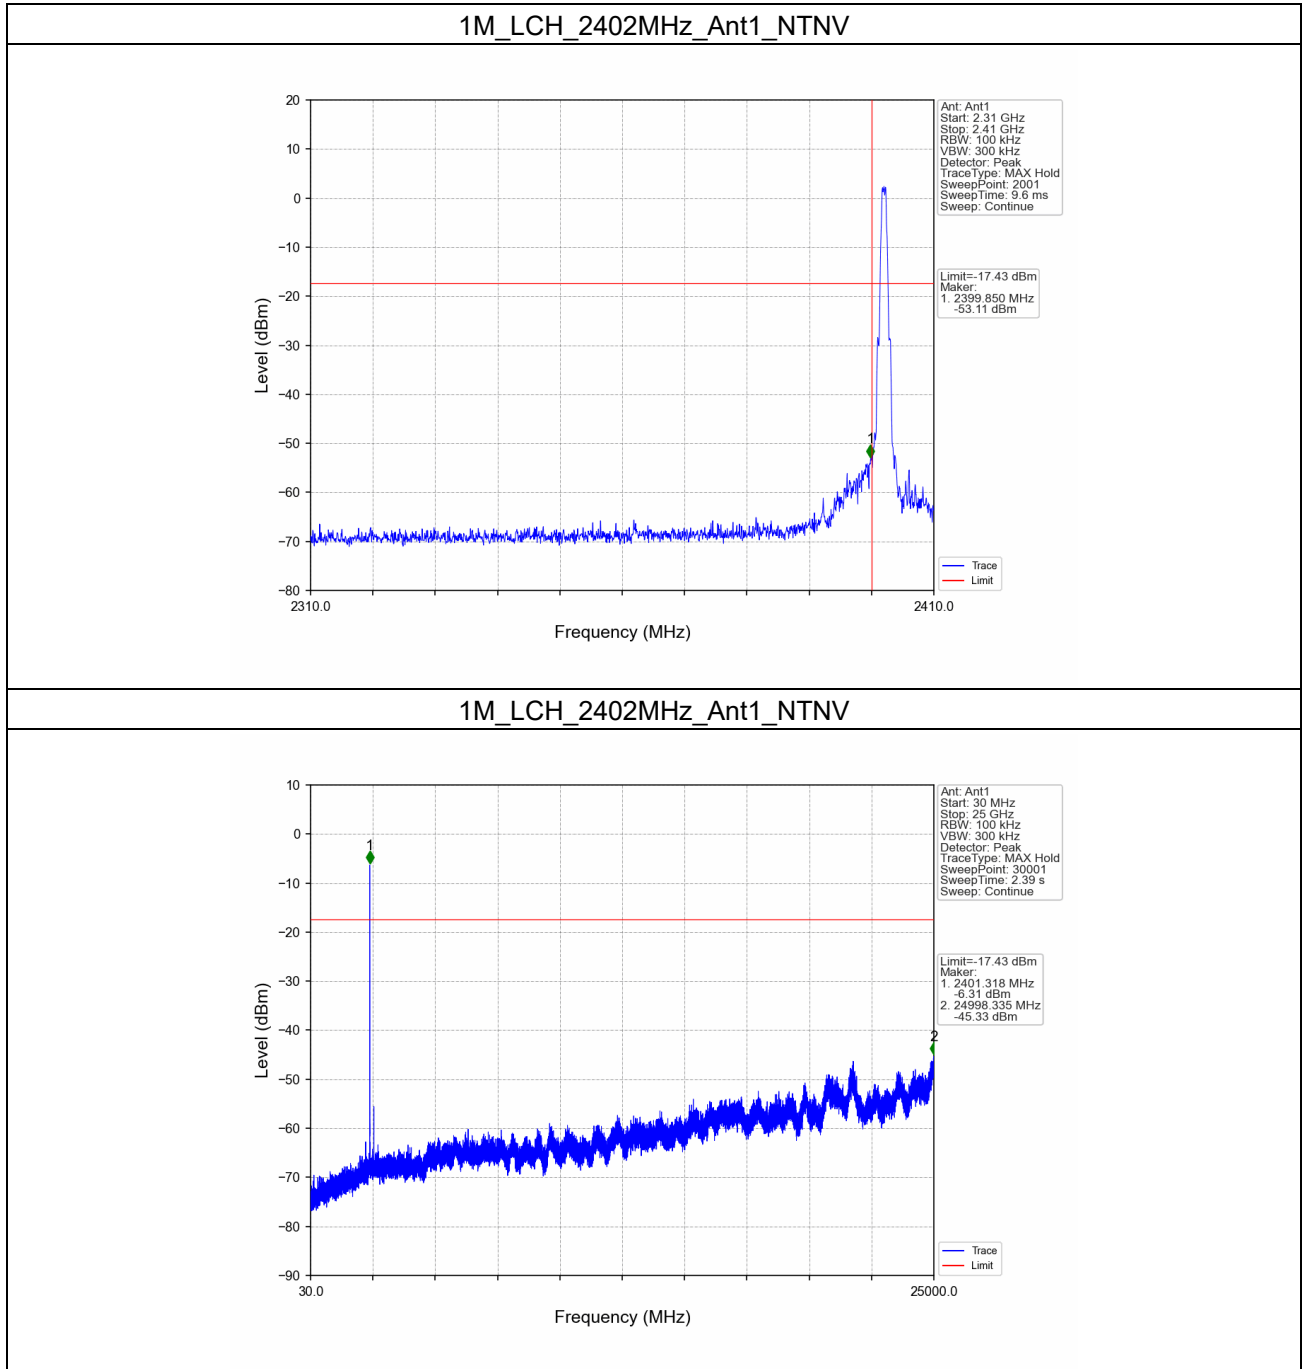 1M_LCH_2402MHz_Ant1_NTNV
20
10
0
−10
−20
−30
−40
−50
−60
−70
−80
Level (dBm)
2310.0
2410.0
Frequency (MHz)
1
Ant: Ant1
Start: 2.31 GHz
Stop: 2.41 GHz
RBW: 100 kHz
VBW: 300 kHz
Detector: Peak
TraceType: MAX Hold
SweepPoint: 2001
SweepTime: 9.6 ms
Sweep: Continue
Limit=-17.43 dBm
Maker:
1. 2399.850 MHz
-53.11 dBm
Trace
Limit
1M_LCH_2402MHz_Ant1_NTNV
10
0
−10
−20
−30
−40
−50
−60
−70
−80
−90
Level (dBm)
30.0
25000.0
Frequency (MHz)
1
2
Ant: Ant1
Start: 30 MHz
Stop: 25 GHz
RBW: 100 kHz
VBW: 300 kHz
Detector: Peak
TraceType: MAX Hold
SweepPoint: 30001
SweepTime: 2.39 s
Sweep: Continue
Limit=-17.43 dBm
Maker:
1. 2401.318 MHz
-6.31 dBm
2. 24998.335 MHz
-45.33 dBm
Trace
Limit